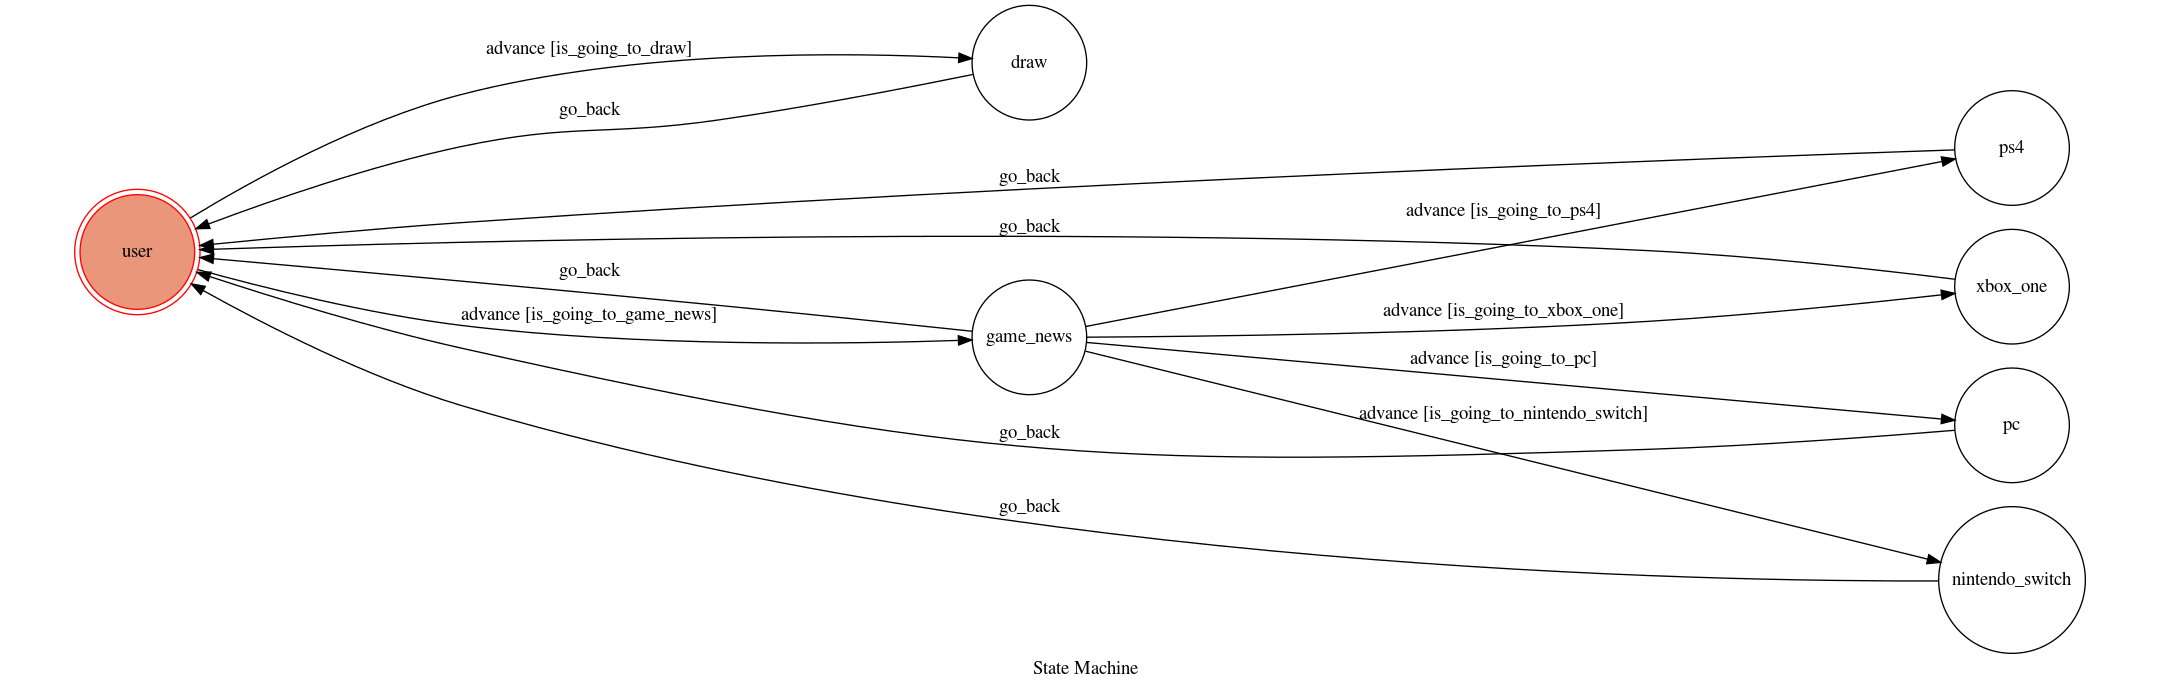 advance [is_going_to_draw]
draw
go_back
ps4
go_back
advance [is_going_to_ps4]
go_back
user
go_back
xbox_one
advance [is_going_to_game_news]
advance [is_going_to_xbox_one]
game_news
advance [is_going_to_pc]
advance [is_going_to_nintendo_switch]
pc
go_back
go_back
nintendo_switch
State Machine